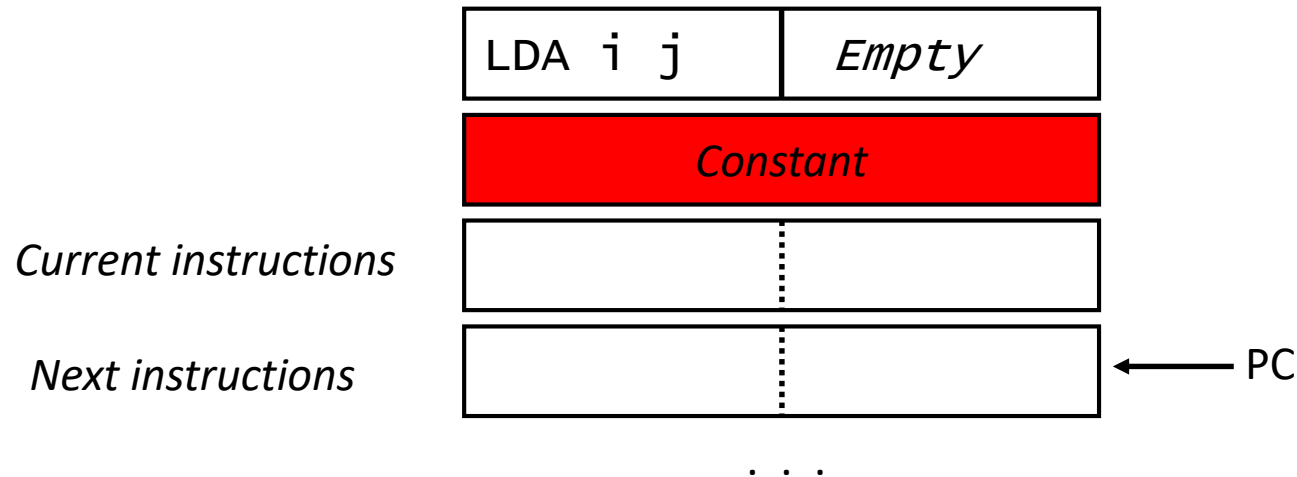 LDA i j Empty
Constant
Current instructions
Next instructions
PC
. . .